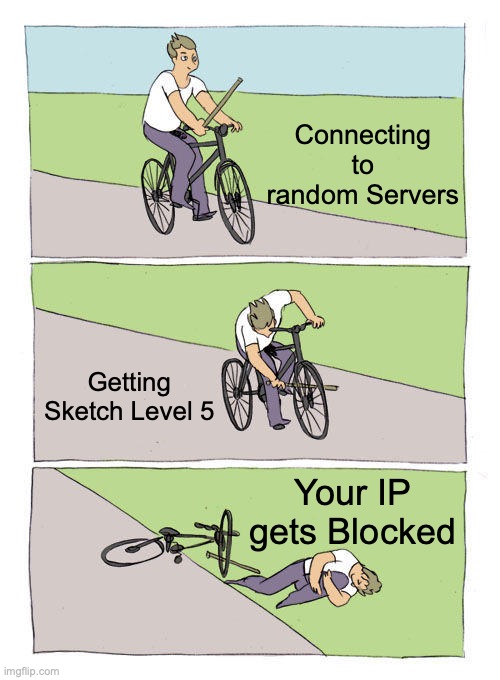 Connecting
to
random Servers
Getting
Sketch Level 5
Your IP
gets Blocked
imgflip.com